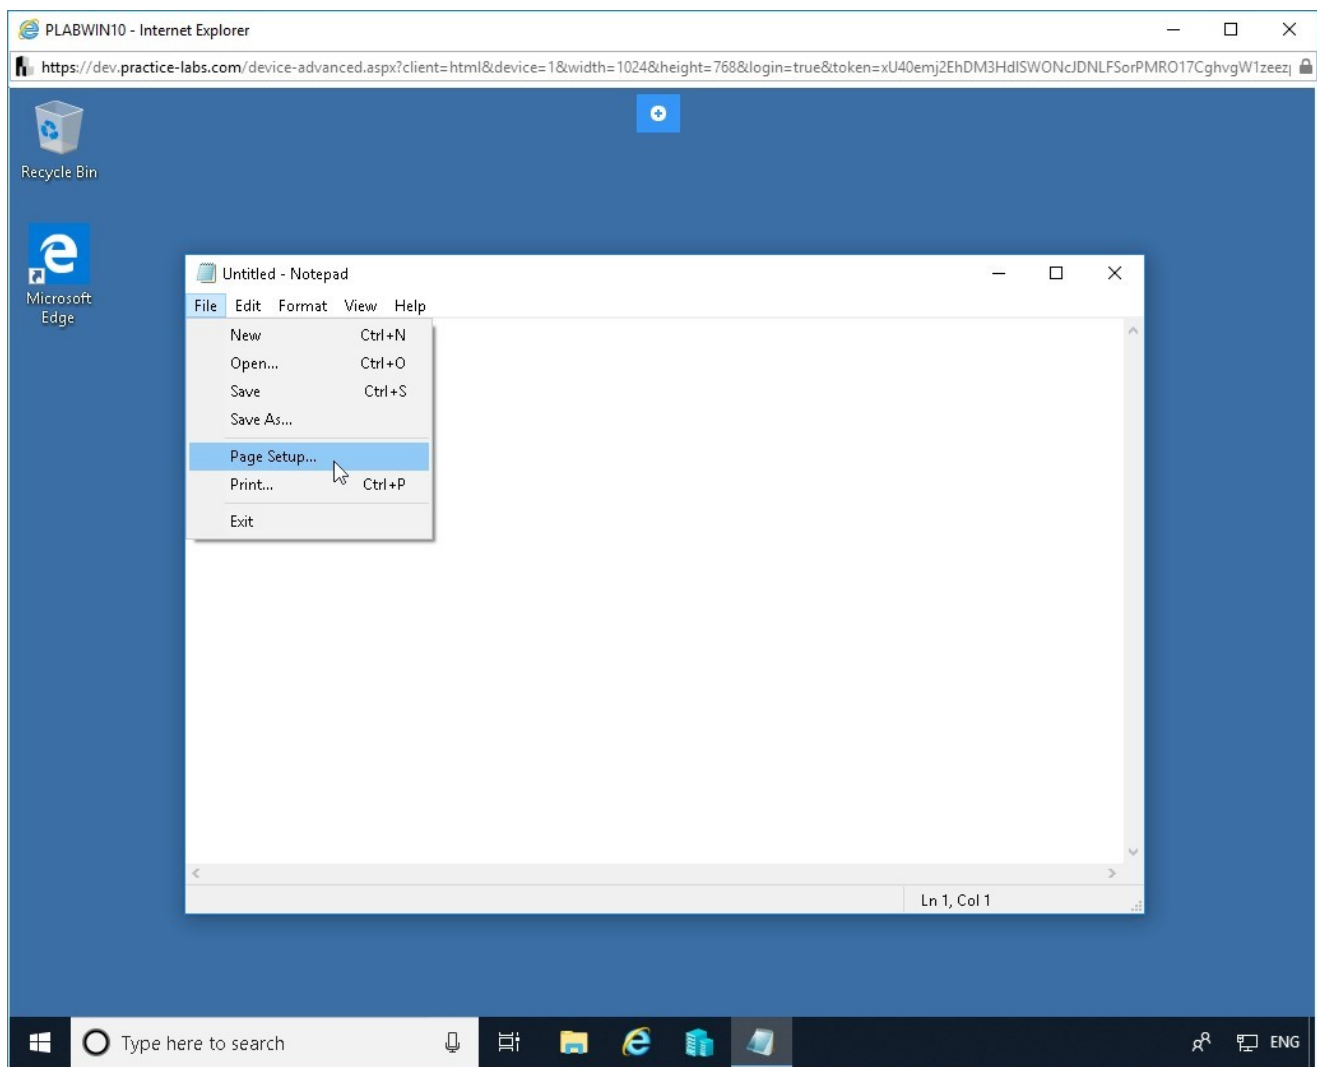 PLABWIN10 - Internet Explorer
https://dev.practice-labs.com/device-advanced.aspx?client=html&device=1&width=1024&height=768&login=true&token=
Recycle Bin
Microsoft
Edge
Untitled - Notepad
File Edit Format View Help
New Ctrl+N
Open... Ctrl+O
Save Ctrl+S
Save As...
Page Setup...
Print... Ctrl+P
Exit
Ln 1, Col 1
Type here to search
ENG